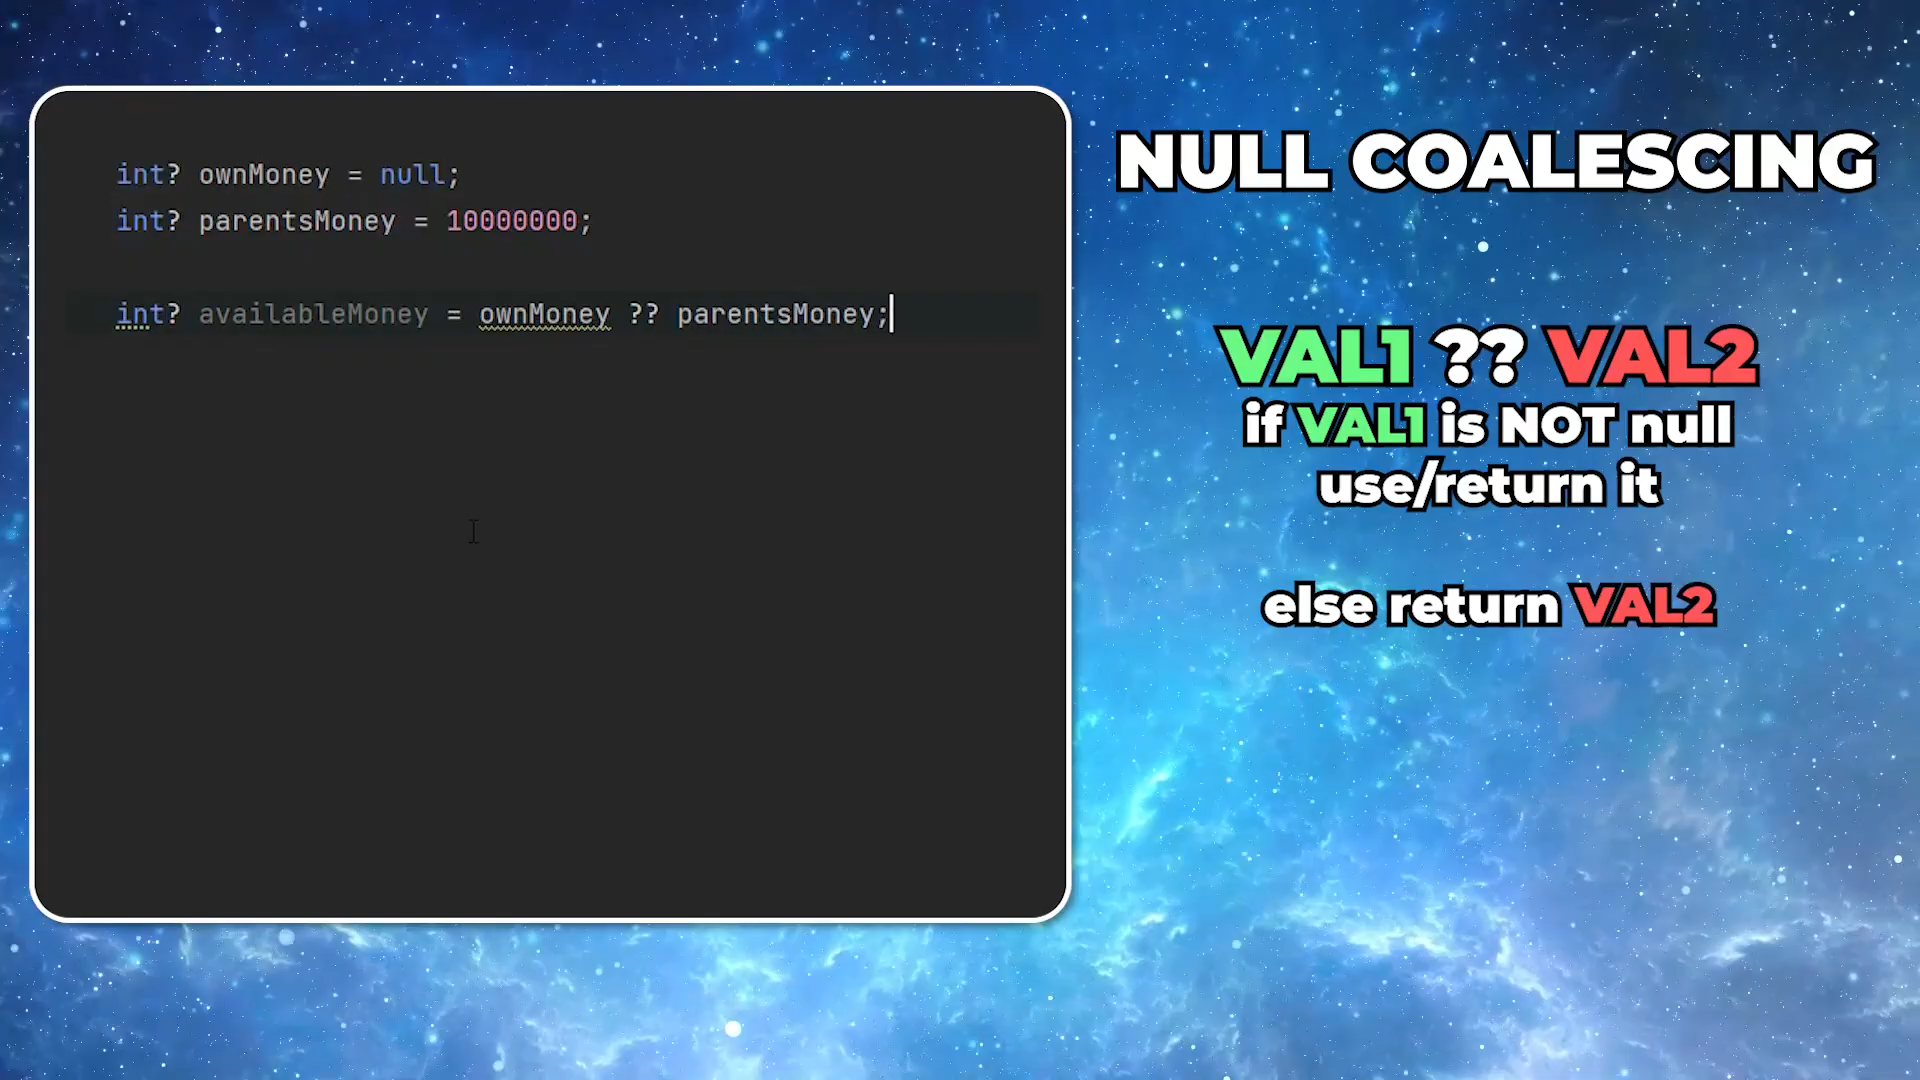 int? ownMoney = null;
int? parentsMoney = 10000000;
int? availableMoney = ownMoney ?? parentsMoney;
NULL COALESCING
VAL1 ?? VAL2
if VAL1 is NOT null
use/return it
else return VAL2